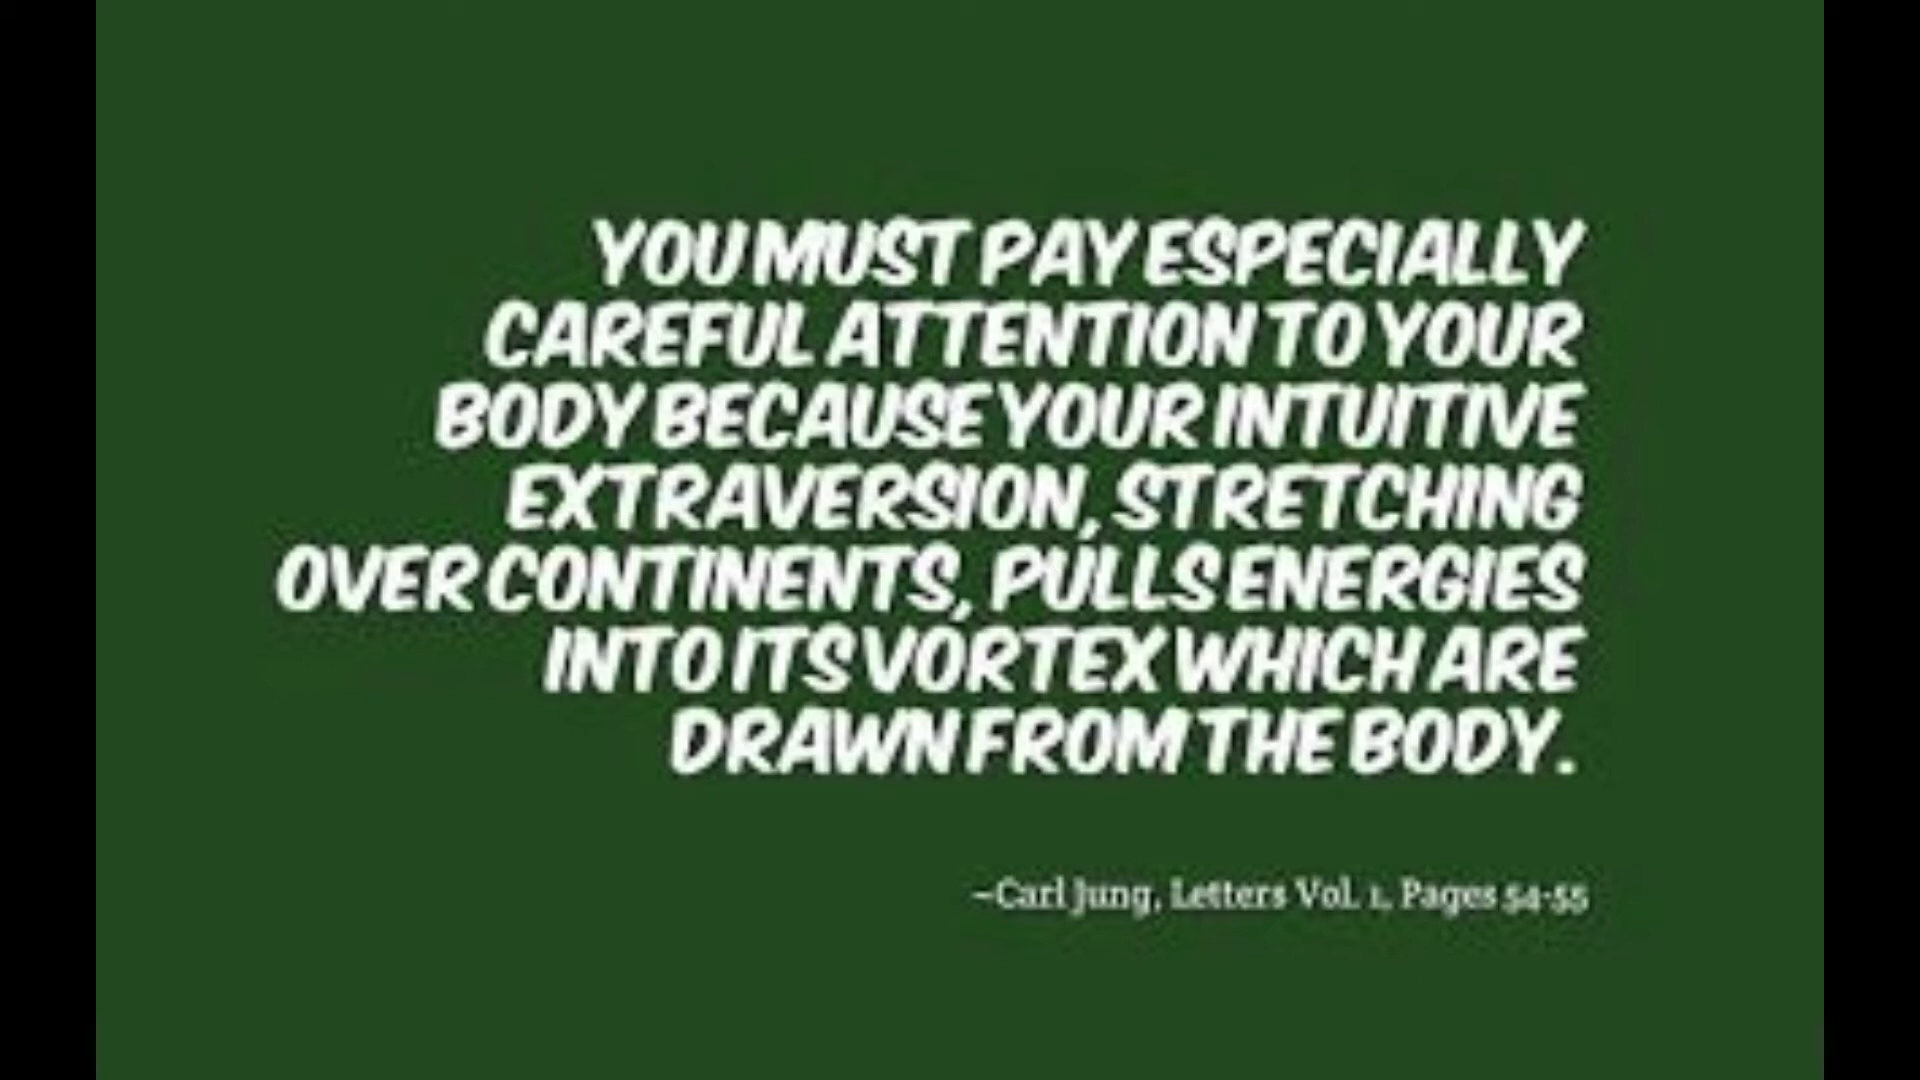 YOU MUST PAY ESPECIALLY
CAREFUL ATTENTION TO YOUR
BODY BECAUSE YOUR INTUITIVE
EXTRAVERSION, STRETCHING
OVER CONTINENTS, PULLS ENERGIES
INTO ITS VORTEX WHICH ARE
DRAWN FROM THE BODY.
~Carl Jung, Letters Vol. 1, Pages 54-55